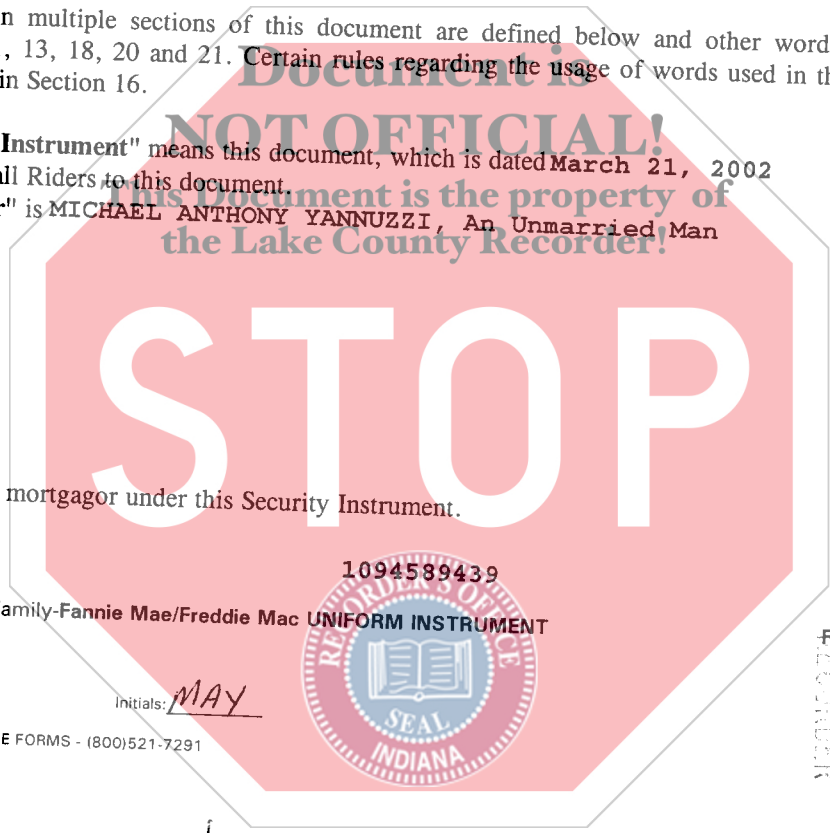 n multiple sections of this document are defined below and other word
, 13, 18, 20 and 21. Certain rules regarding the usage of words used in th
in Section 16.
Document is
NOT OFFICIAL!
This Document is the property of
the Lake County Recorder!
Instrument" means this document, which is dated March 21, 2002
all Riders to this document.
r" is MICHAEL ANTHONY YANNUZZI, An Unmarried Man
STOP
mortgagor under this Security Instrument.
1094589439
amily-Fannie Mae/Freddie Mac UNIFORM INSTRUMENT
RECORDER'S OFFICE
SEAL
INDIANA
Initials: MAY
E FORMS - (800)521-7291